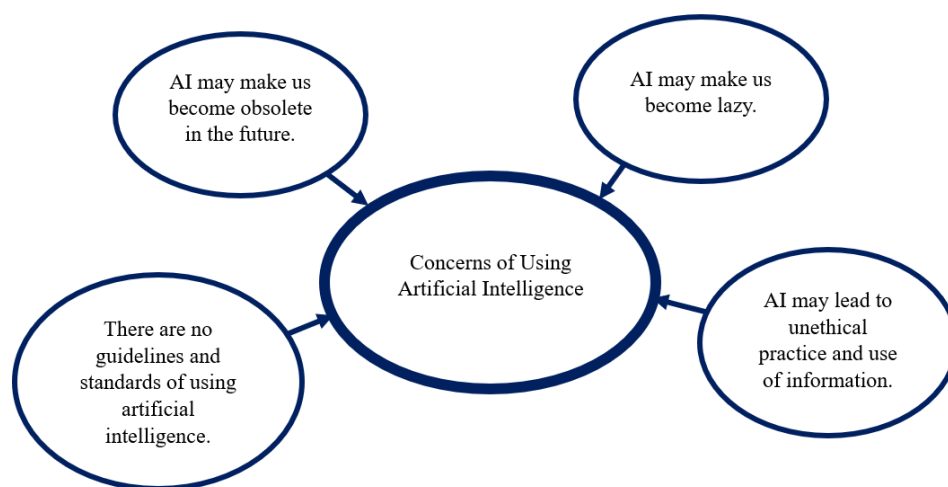 AI may make us
become obsolete
in the future.
AI may make us
become lazy.
Concerns of Using
Artificial Intelligence
There are no
guidelines and
standards of using
artificial
intelligence.
AI may lead to
unethical
practice and use
of information.